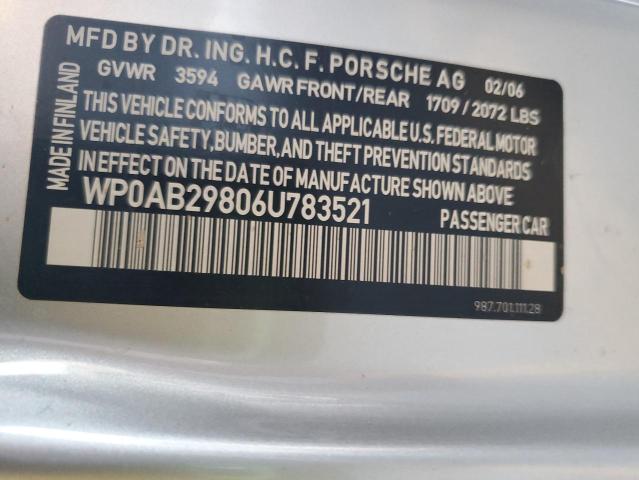 MFD BY DR. ING. H.C. F. PORSCHE AG 02/06
GVWR 3594 GAWR FRONT/REAR 1709 / 2072 LBS
THIS VEHICLE CONFORMS TO ALL APPLICABLE U.S. FEDERAL MOTOR
VEHICLE SAFETY, BUMPER, AND THEFT PREVENTION STANDARDS
IN EFFECT ON THE DATE OF MANUFACTURE SHOWN ABOVE
WP0AB29806U783521 PASSENGER CAR
987.701.111.28
MADE IN FINLAND